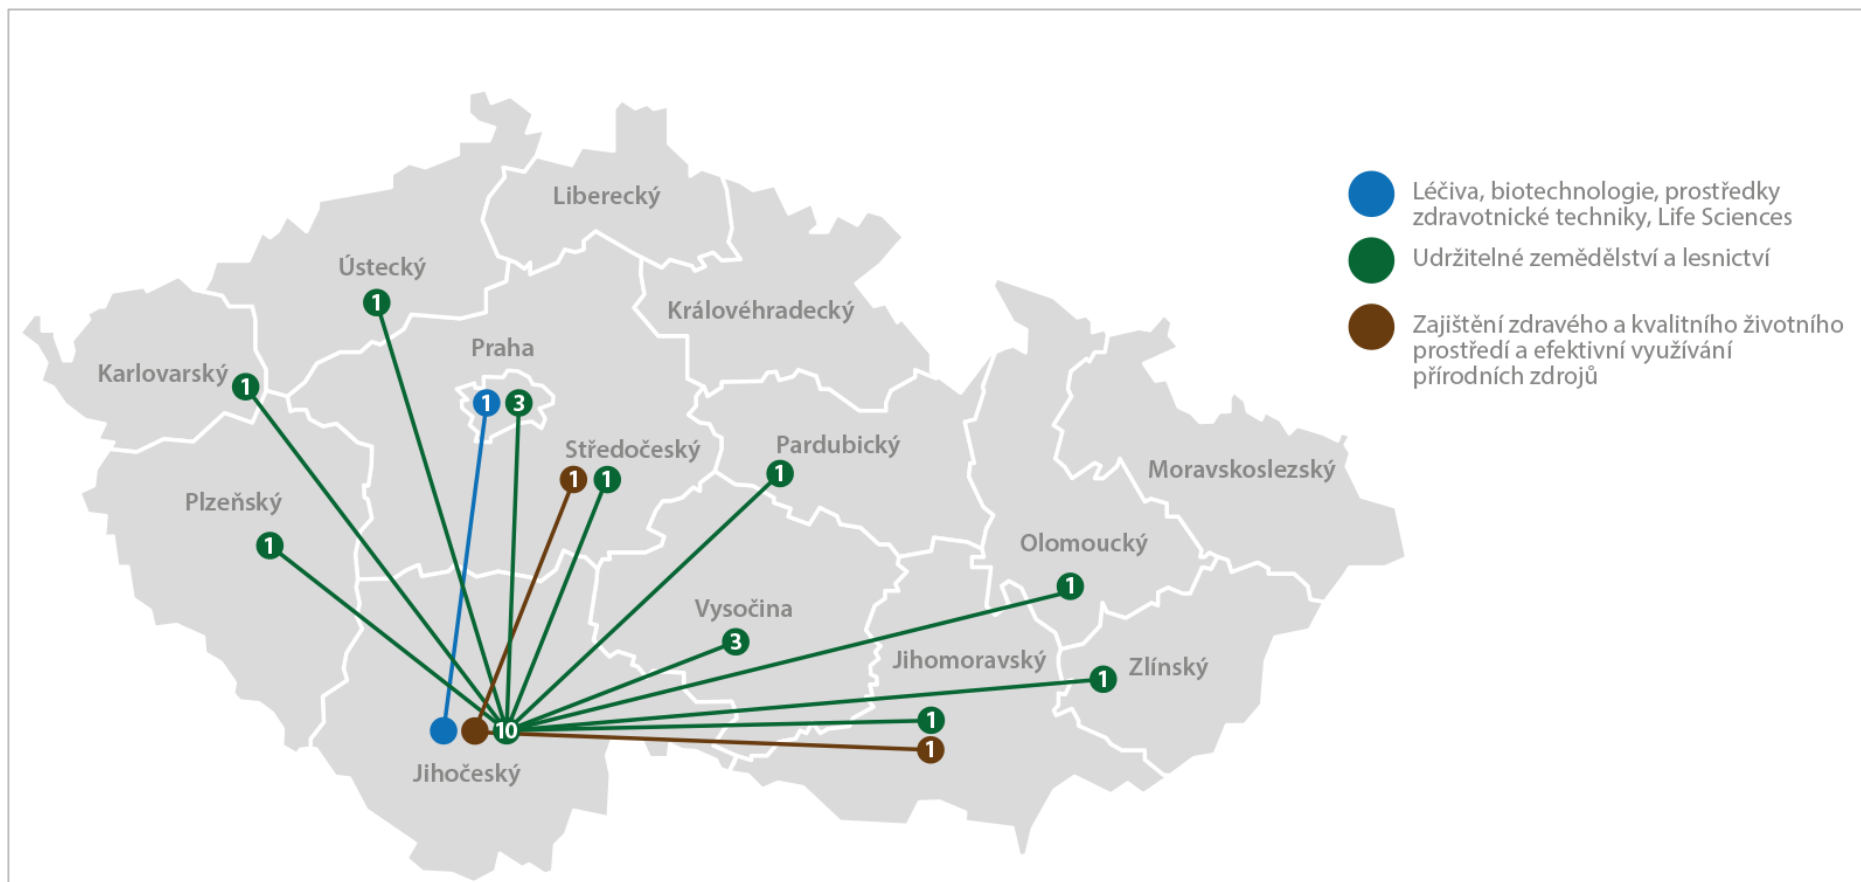 Liberecký
Ústecký
1
Královéhradecký
Praha
Karlovarský
1
1
3
Středočeský
1
1
Pardubický
1
Moravskoslezský
Plzeňský
1
Olomoucký
1
Vysočina
3
Jihomoravský
Zlínský
1
1
1
10
Jihočeský
Léčiva, biotechnologie, prostředky
zdravotnické techniky, Life Sciences
Udržitelné zemědělství a lesnictví
Zajištění zdravého a kvalitního životního
prostředí a efektivní využívání
přírodních zdrojů